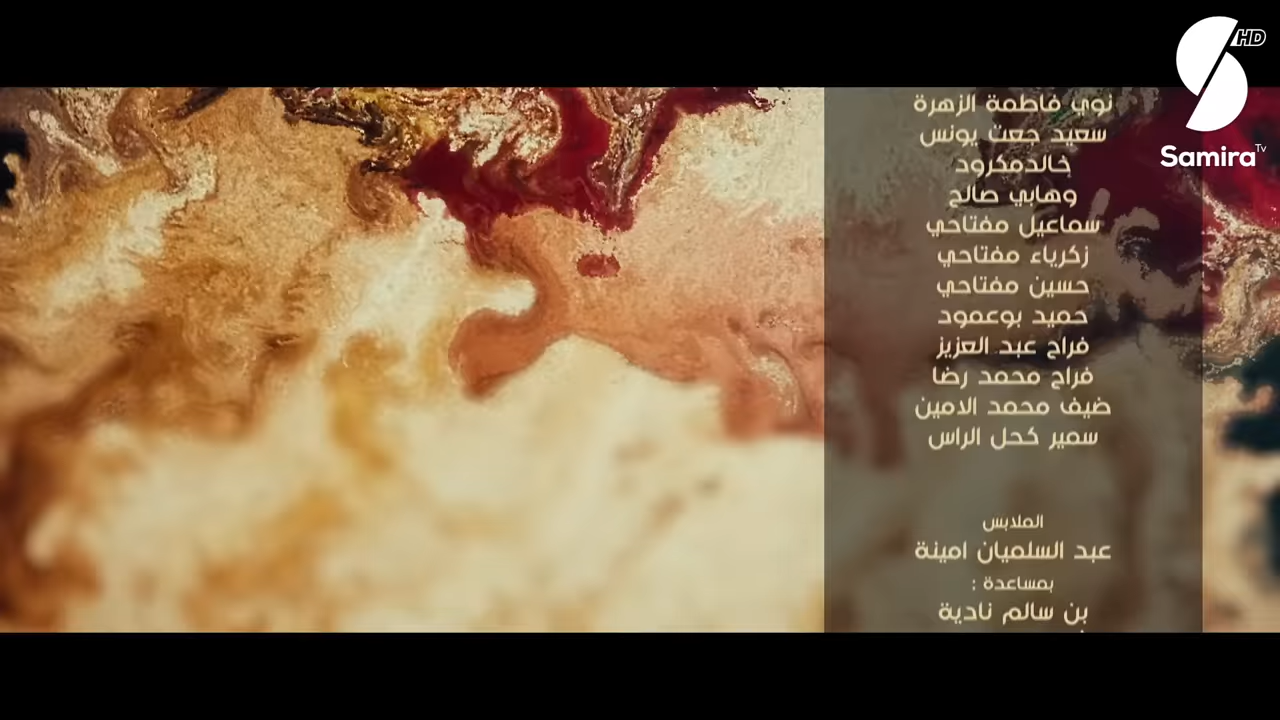 HD
Samira Tv
نوي فاطمة الزهرة
سعيد جعت يونس
خالدمكرود
وهابي صالح
سماعيل مفتاحي
زكرياء مفتاحي
حسين مفتاحي
حميد بوعمود
فراح عبد العزيز
فراح محمد رضا
ضيف محمد الامين
سمير كحل الراس
الملابس
عبد السلميان امينة
بمساعدة :
بن سالم نادية